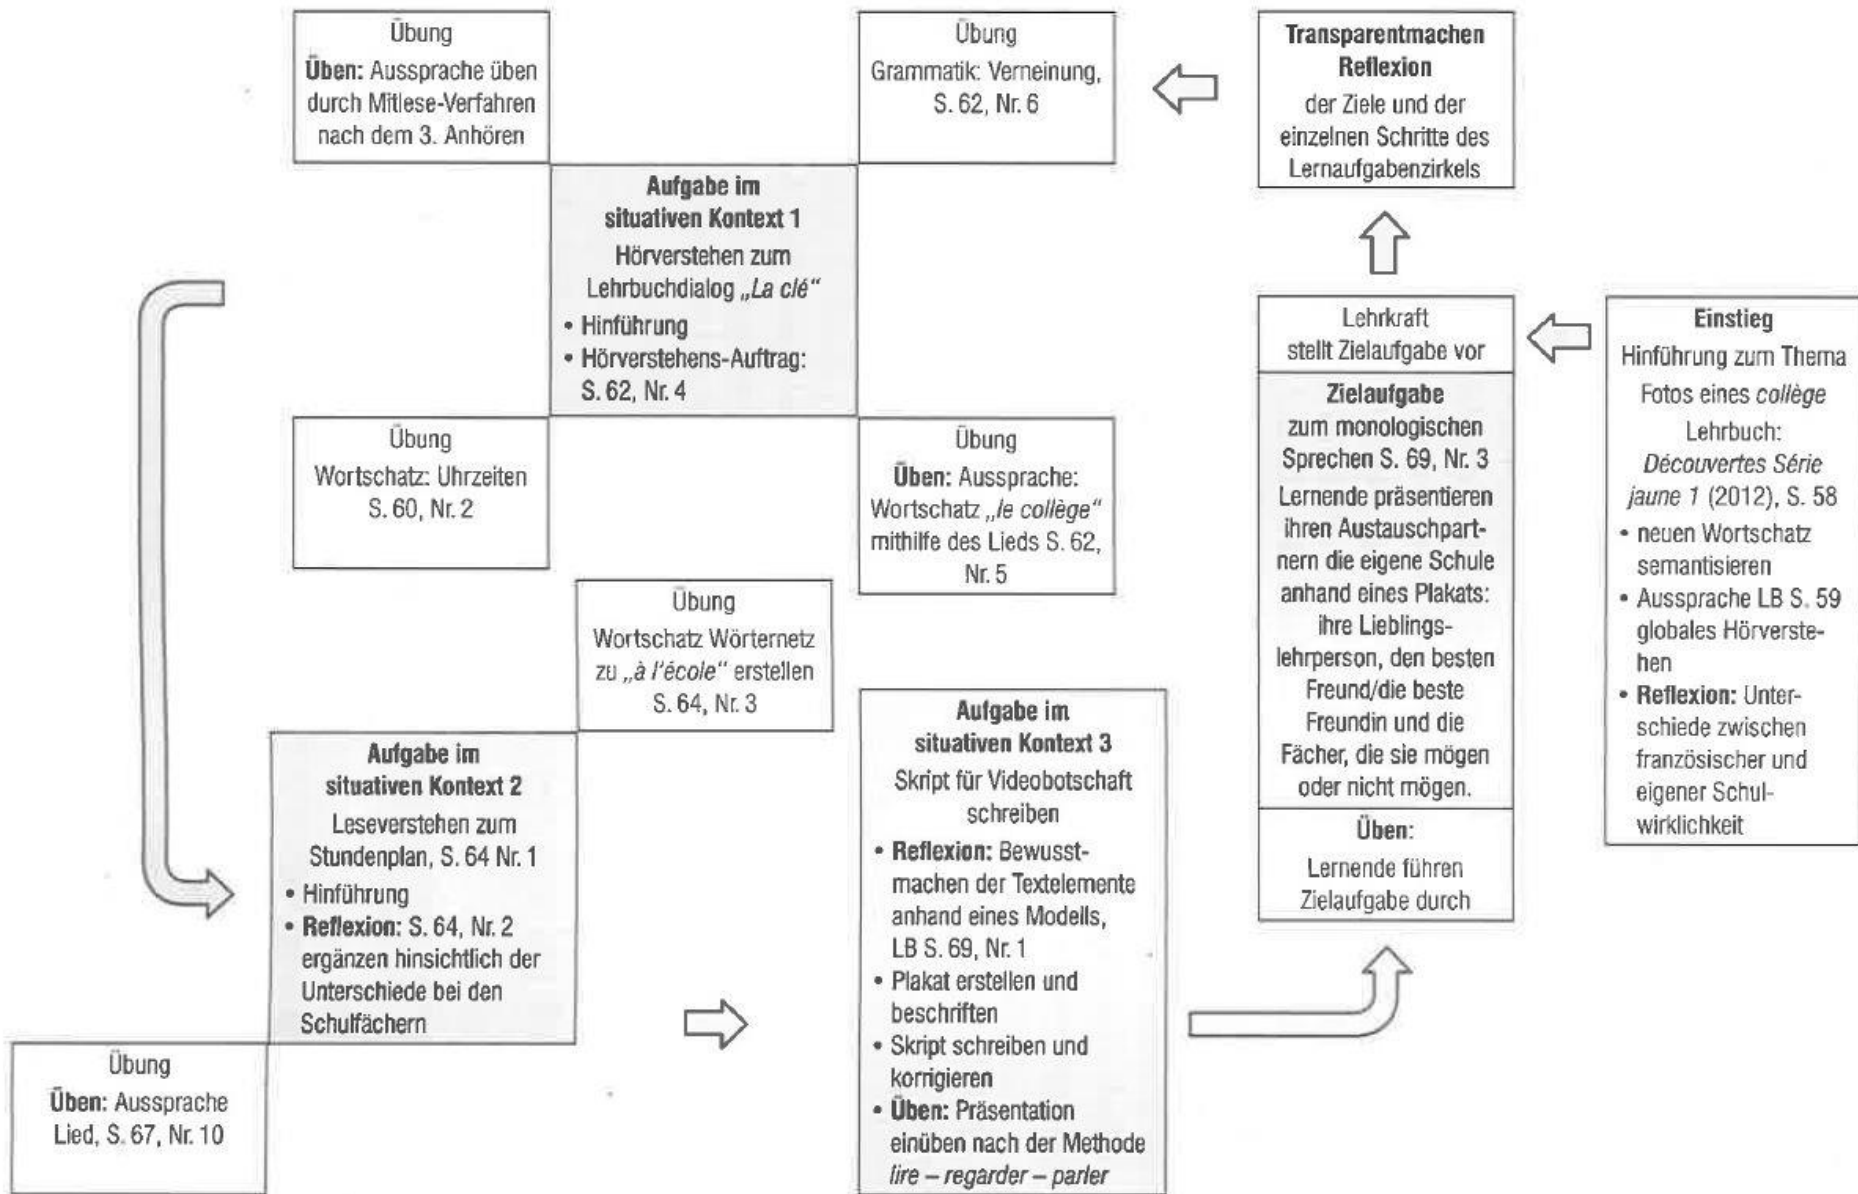 Übung
Üben: Aussprache üben
durch Mitlese-Verfahren
nach dem 3. Anhören
Übung
Grammatik: Verneinung,
S. 62, Nr. 6
Transparentmachen
Reflexion
der Ziele und der
einzelnen Schritte des
Lernaufgabenzirkels
Aufgabe im
situativen Kontext 1
Hörverstehen zum
Lehrbuchdialog „La clé“
• Hinführung
• Hörverstehens-Auftrag:
S. 62, Nr. 4
Übung
Wortschatz: Uhrzeiten
S. 60, Nr. 2
Übung
Üben: Aussprache:
Wortschatz „le collège“
mithilfe des Lieds S. 62,
Nr. 5
Lehrkraft
stellt Zielaufgabe vor
Zielaufgabe
zum monologischen
Sprechen S. 69, Nr. 3
Lernende präsentieren
ihren Austauschpart-
nern die eigene Schule
anhand eines Plakats:
ihre Lieblings-
lehrperson, den besten
Freund/die beste
Freundin und die
Fächer, die sie mögen
oder nicht mögen.
Üben:
Lernende führen
Zielaufgabe durch
Einstieg
Hinführung zum Thema
Fotos eines collège
Lehrbuch:
Découvertes Série
jaune 1 (2012), S. 58
• neuen Wortschatz
semantisieren
• Aussprache LB S. 59
globales Hörverste-
hen
• Reflexion: Unter-
schiede zwischen
französischer und
eigener Schul-
wirklichkeit
Übung
Wortschatz Wörternetz
zu „à l'école“ erstellen
S. 64, Nr. 3
Aufgabe im
situativen Kontext 2
Leseverstehen zum
Stundenplan, S. 64 Nr. 1
• Hinführung
• Reflexion: S. 64, Nr. 2
ergänzen hinsichtlich der
Unterschiede bei den
Schulfächern
Übung
Üben: Aussprache
Lied, S. 67, Nr. 10
Aufgabe im
situativen Kontext 3
Skript für Videobotschaft
schreiben
• Reflexion: Bewusst-
machen der Textelemente
anhand eines Modells,
LB S. 69, Nr. 1
• Plakat erstellen und
beschriften
• Skript schreiben und
korrigieren
• Üben: Präsentation
einüben nach der Methode
lire – regarder – parler